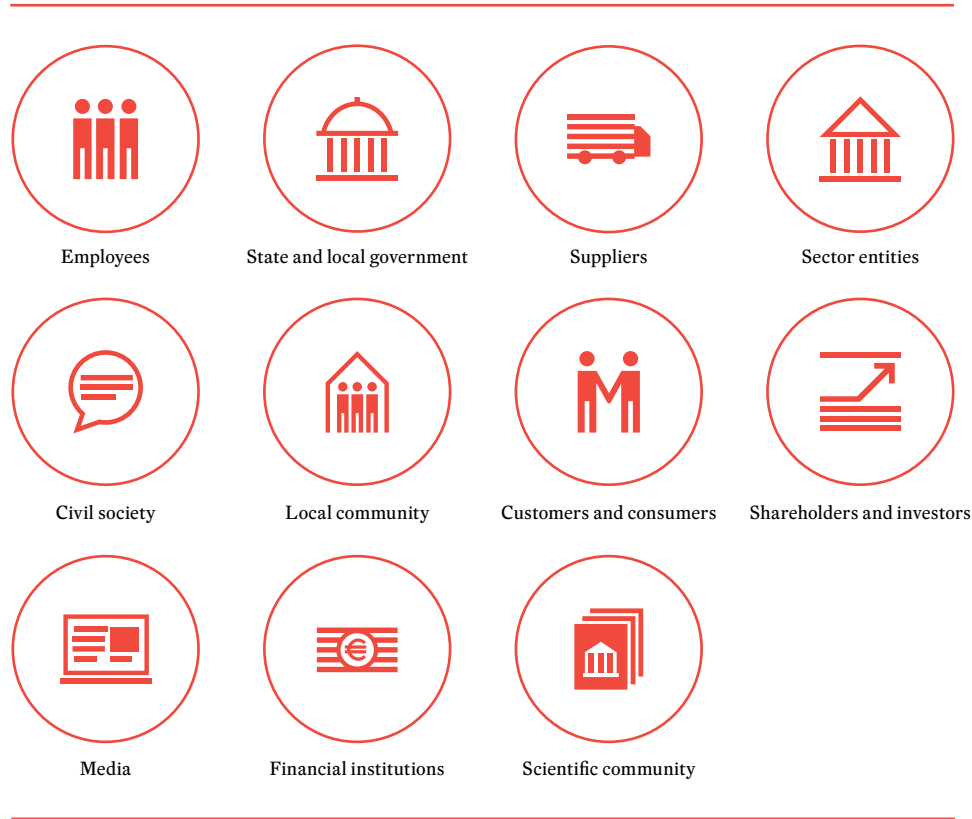 Employees
State and local government
Suppliers
Sector entities
Civil society
Local community
Customers and consumers
Shareholders and investors
Media
Financial institutions
Scientific community